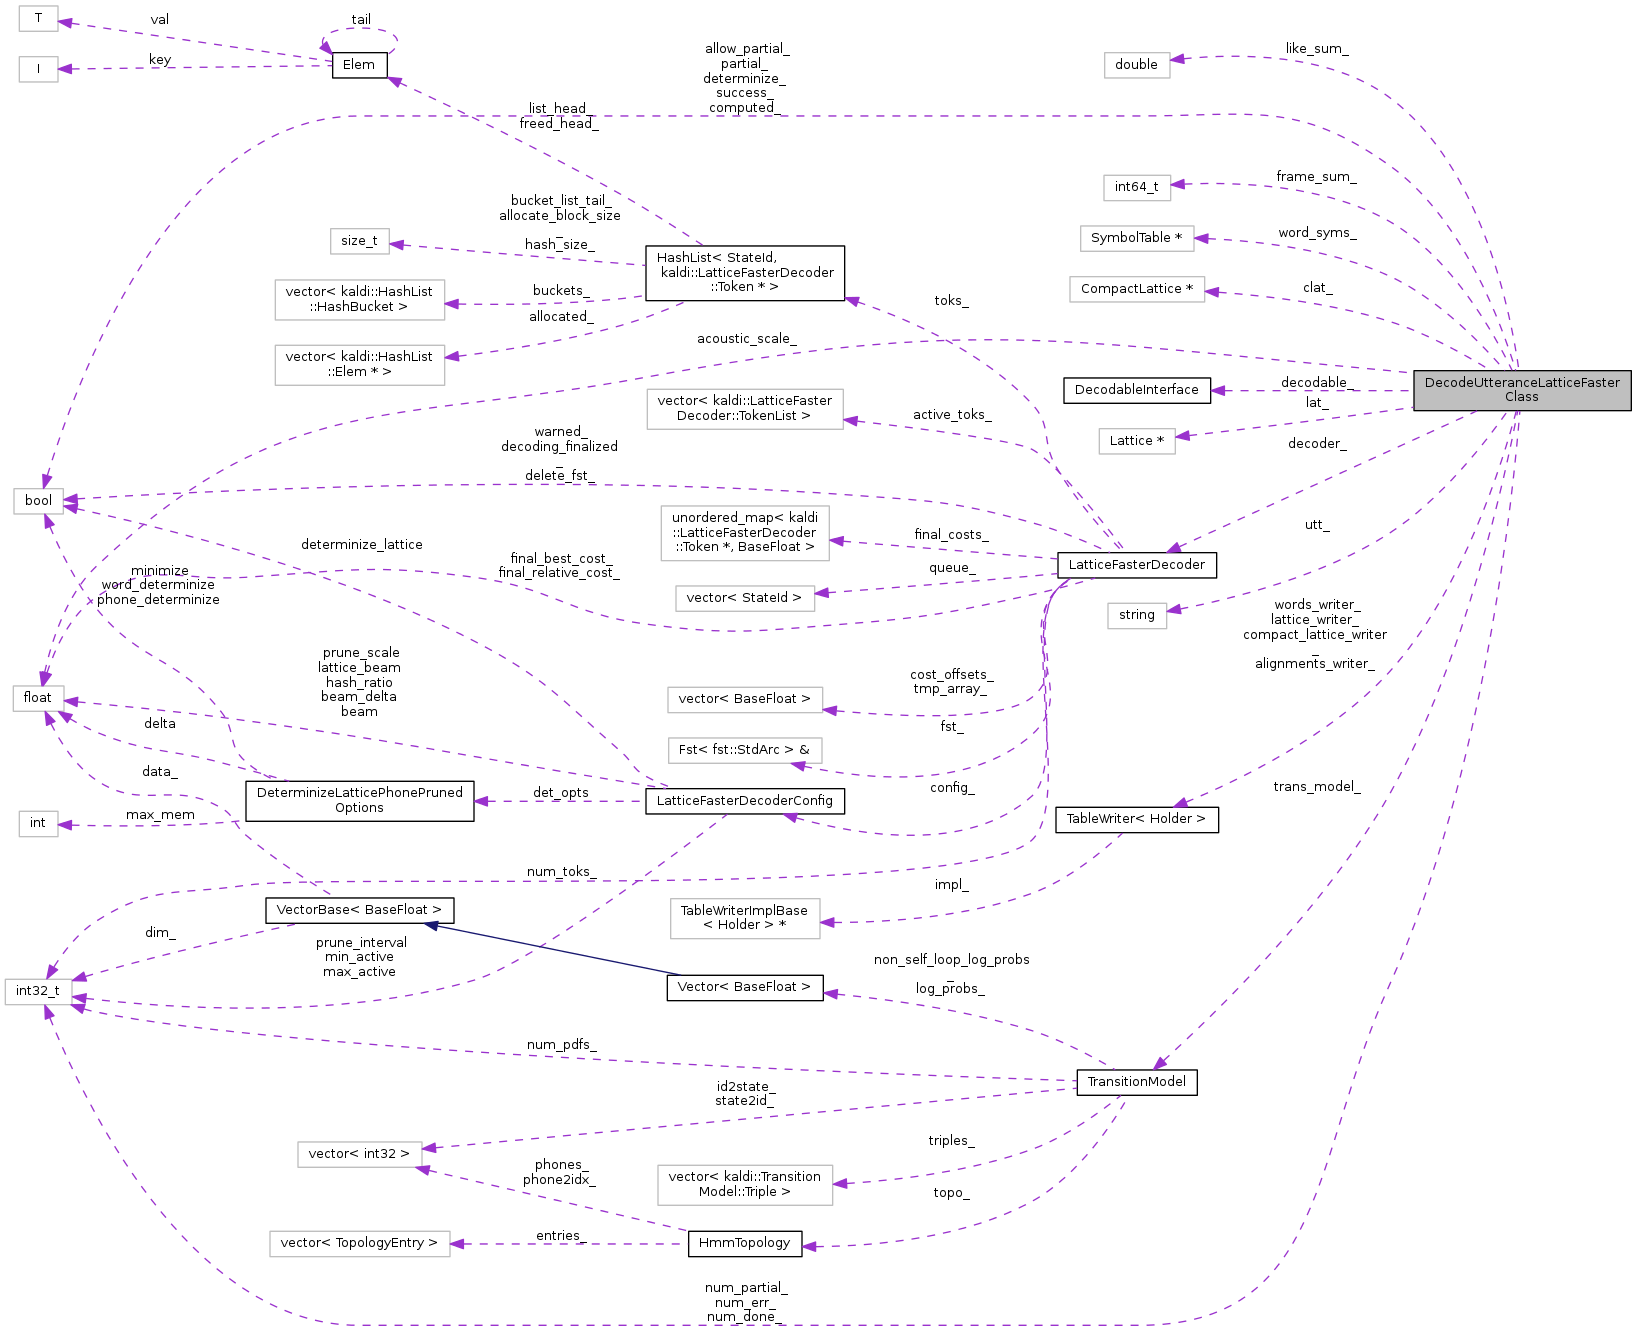 T
val
tail
I
key
Elem
allow_partial_
partial_
determinize_
success_
computed_
like_sum_
double
list_head_
freed_head_
frame_sum_
int64_t
bucket_list_tail_
allocate_block_size
_
hash_size_
size_t
word_syms_
SymbolTable *
HashList< StateId,
kaldi::LatticeFasterDecoder
::Token * >
vector< kaldi::HashList
::HashBucket >
buckets_
toks_
clat_
CompactLattice *
allocated_
vector< kaldi::HashList
::Elem * >
acoustic_scale_
DecodeUtteranceLatticeFaster
Class
decodable_
DecodableInterface
lat_
Lattice *
vector< kaldi::LatticeFaster
Decoder::TokenList >
active_toks_
decoder_
warned_
decoding_finalized
_
delete_fst_
bool
unordered_map< kaldi
::LatticeFasterDecoder
::Token *, BaseFloat >
final_costs_
utt_
determinize_lattice
final_best_cost_
final_relative_cost_
LatticeFasterDecoder
queue_
vector< StateId >
minimize
word_determinize
phone_determinize
string
words_writer_
lattice_writer_
compact_lattice_writer
_
alignments_writer_
prune_scale
lattice_beam
hash_ratio
beam_delta
beam
float
cost_offsets_
tmp_array_
vector< BaseFloat >
delta
fst_
Fst< fst::StdArc > &
data_
DeterminizeLatticePhonePruned
Options
det_opts
LatticeFasterDecoderConfig
config_
trans_model_
int
max_mem
TableWriter< Holder >
num_toks_
impl_
VectorBase< BaseFloat >
TableWriterImplBase
< Holder > *
dim_
prune_interval
min_active
max_active
int32_t
Vector< BaseFloat >
non_self_loop_log_probs
_
log_probs_
num_pdfs_
TransitionModel
id2state_
state2id_
vector< int32 >
triples_
phones_
phone2idx_
vector< kaldi::Transition
Model::Triple >
topo_
vector< TopologyEntry >
entries_
HmmTopology
num_partial_
num_err_
num_done_